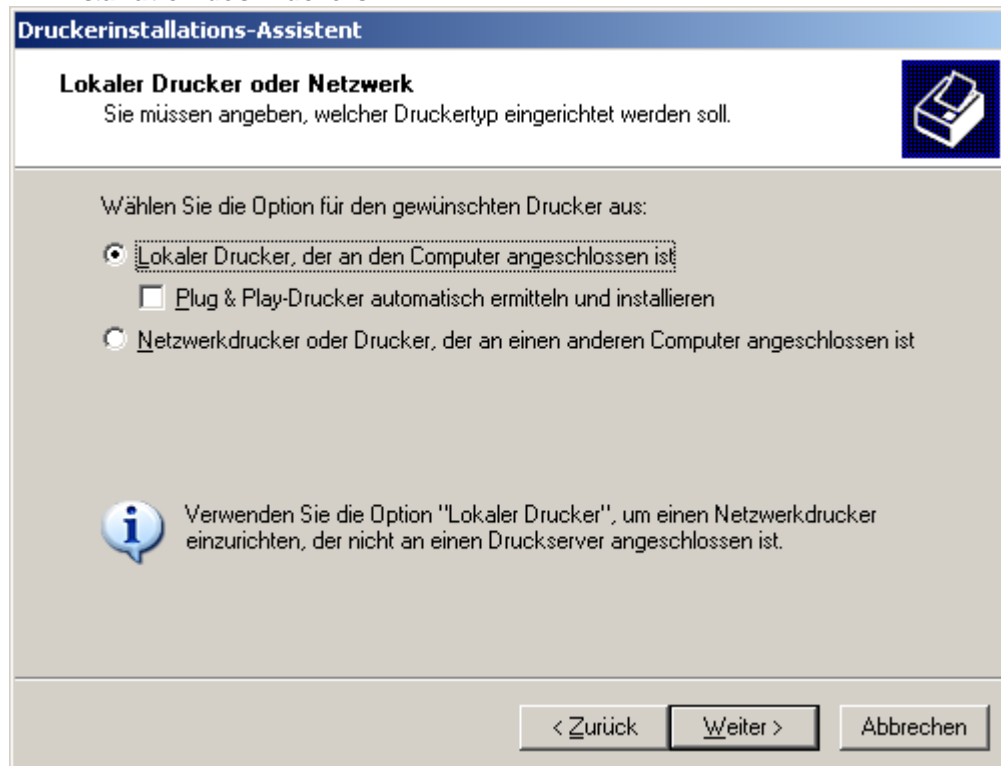 Druckerinstallations-Assistent
Lokaler Drucker oder Netzwerk
Sie müssen angeben, welcher Druckertyp eingerichtet werden soll.
Wählen Sie die Option für den gewünschten Drucker aus:
Lokaler Drucker, der an den Computer angeschlossen ist
Plug & Play-Drucker automatisch ermitteln und installieren
Netzwerkdrucker oder Drucker, der an einen anderen Computer angeschlossen ist
Verwenden Sie die Option "Lokaler Drucker", um einen Netzwerkdrucker
einzurichten, der nicht an einen Druckserver angeschlossen ist.
< Zurück Weiter > Abbrechen